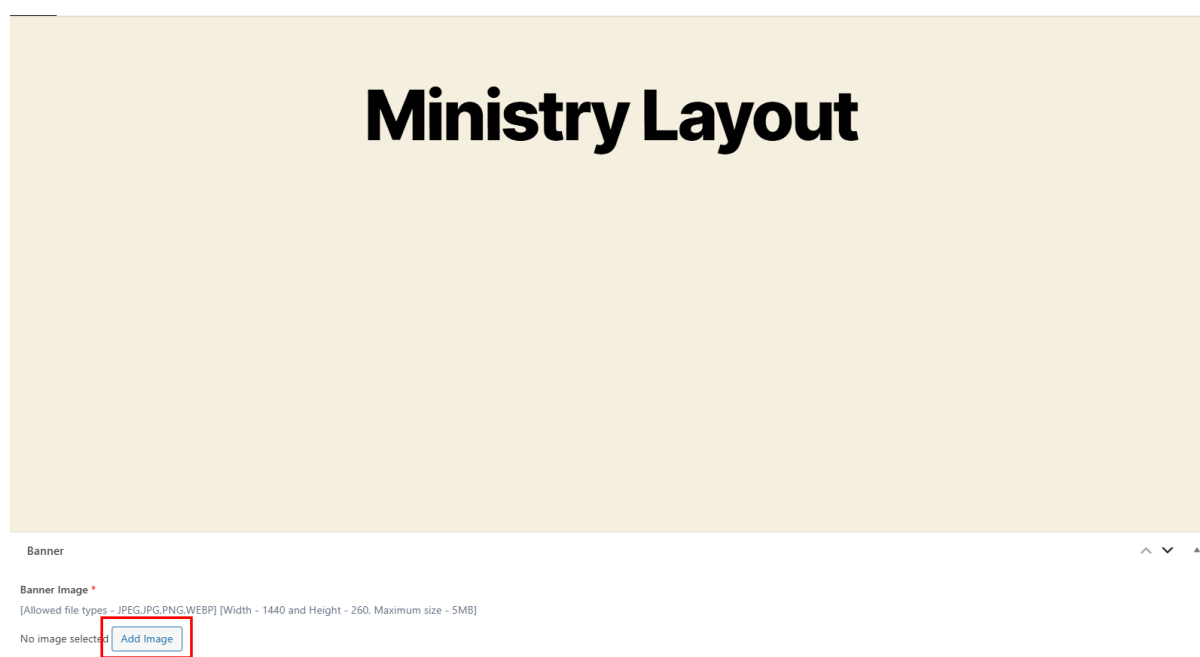 Ministry Layout
Banner
Banner Image *
[Allowed file types - JPEG,JPG,PNG,WEBP] [Width - 1440 and Height - 260, Maximum size - 5MB]
No image selected Add Image